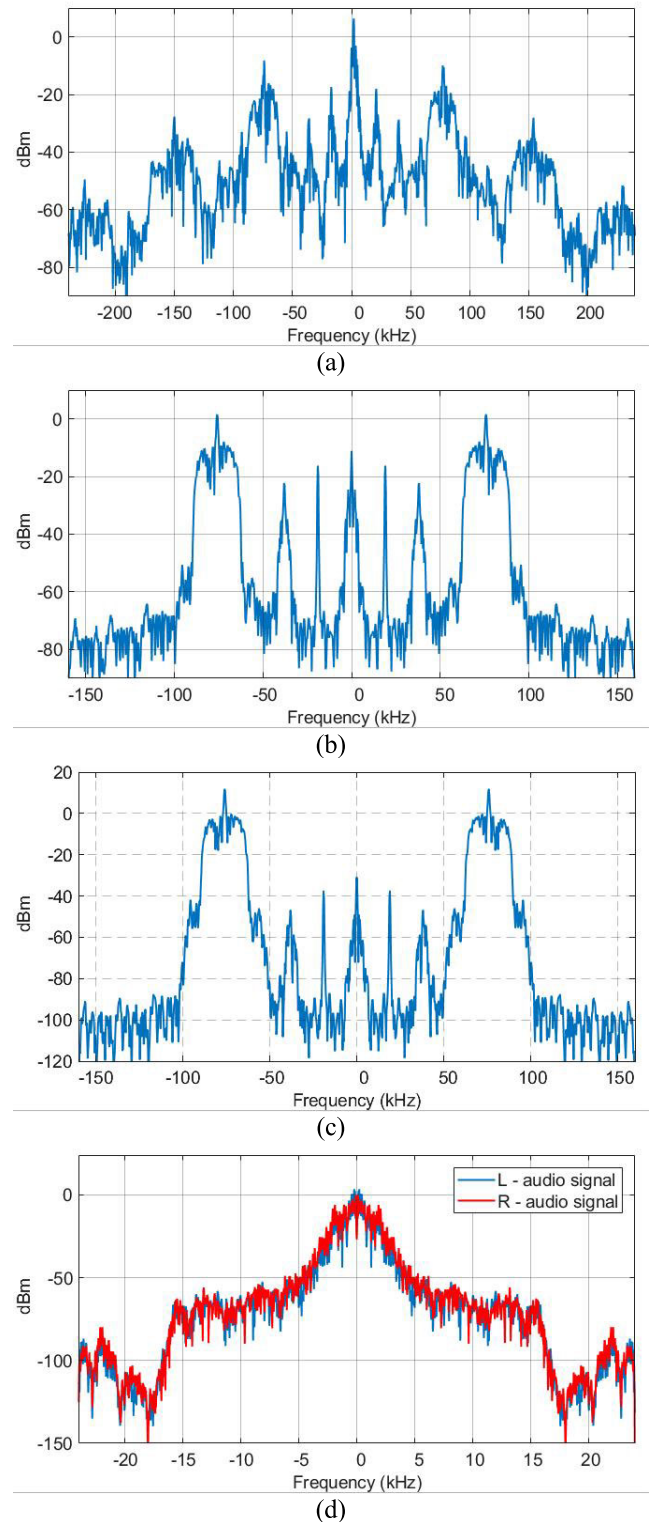 0
-20
-40
-60
-80
dBm
-200 -150 -100 -50 0 50 100 150 200
Frequency (kHz)
(a)
0
-20
-40
-60
-80
dBm
-150 -100 -50 0 50 100 150
Frequency (kHz)
(b)
20
0
-20
-40
-60
-80
-100
-120
dBm
-150 -100 -50 0 50 100 150
Frequency (kHz)
(c)
L - audio signal
R - audio signal
0
-50
-100
-150
dBm
-20 -15 -10 -5 0 5 10 15 20
Frequency (kHz)
(d)